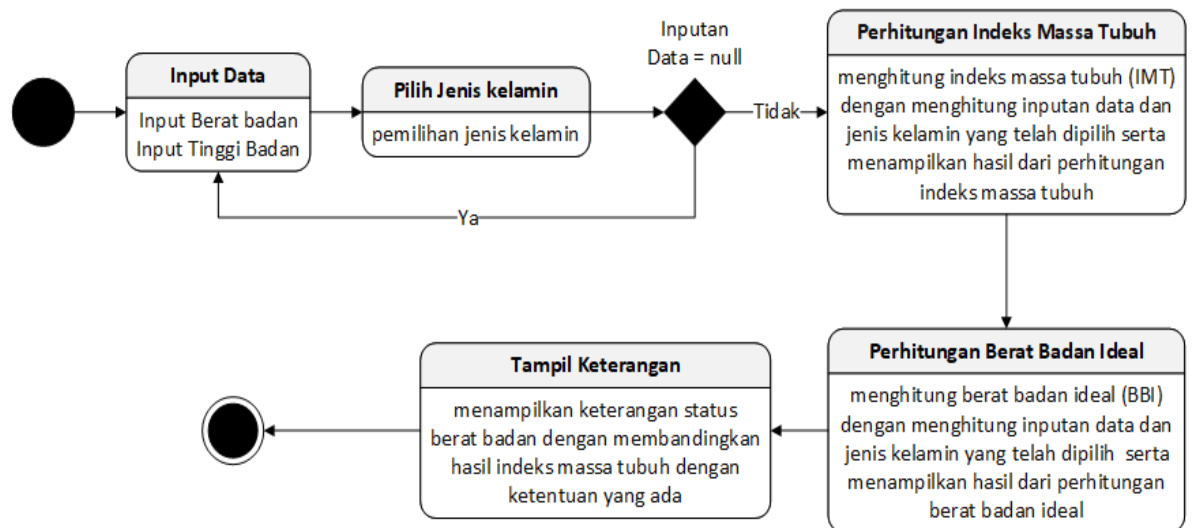 Input Data
Input Berat badan
Input Tinggi Badan
Pilih Jenis kelamin
pemilihan jenis kelamin
Inputan
Data = null
Tidak
Ya
Perhitungan Indeks Massa Tubuh
menghitung indeks massa tubuh (IMT)
dengan menghitung inputan data dan
jenis kelamin yang telah dipilih serta
menampilkan hasil dari perhitungan
indeks massa tubuh
Perhitungan Berat Badan Ideal
menghitung berat badan ideal (BBI)
dengan menghitung inputan data dan
jenis kelamin yang telah dipilih serta
menampilkan hasil dari perhitungan
berat badan ideal
Tampil Keterangan
menampilkan keterangan status
berat badan dengan membandingkan
hasil indeks massa tubuh dengan
ketentuan yang ada